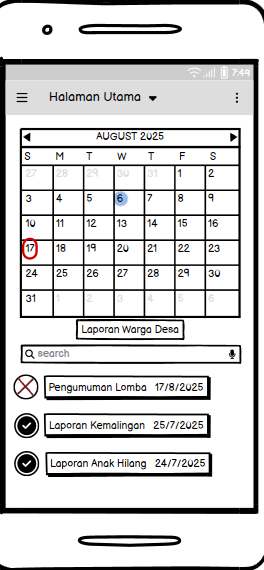 7:49
Halaman Utama
AUGUST 2025
S M T W T F S
27 28 29 30 31 1 2
3 4 5 6 7 8 9
10 11 12 13 14 15 16
17 18 19 20 21 22 23
24 25 26 27 28 29 30
31 1 2 3 4 5 6
Laporan Warga Desa
search
Pengumuman Lomba 17/8/2025
Laporan Kemalingan 25/7/2025
Laporan Anak Hilang 24/7/2025